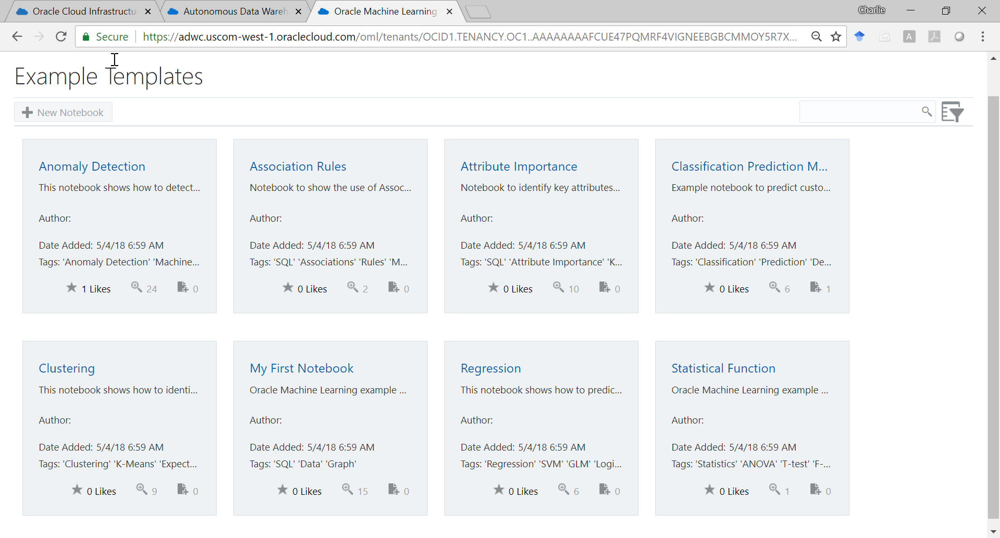 Oracle Cloud Infrastructu
Autonomous Data Wareh
Oracle Machine Learning
Charlie
Secure
https://adwc.uscom-west-1.oraclecloud.com/oml/tenants/OCID1.TENANCY.OC1..AAAAAAAAFCUE47PQMRF4VIGNEEBGBCMMOY5R7X...
A
Example Templates
New Notebook
Anomaly Detection
This notebook shows how to detect...
Author:
Date Added: 5/4/18 6:59 AM
Tags: 'Anomaly Detection' 'Machine...
1 Likes 24 0
Association Rules
Notebook to show the use of Assoc...
Author:
Date Added: 5/4/18 6:59 AM
Tags: 'SQL' 'Associations' 'Rules' 'M...
0 Likes 2 0
Attribute Importance
Notebook to identify key attributes...
Author:
Date Added: 5/4/18 6:59 AM
Tags: 'SQL' 'Attribute Importance' 'K...
0 Likes 10 0
Classification Prediction M...
Example notebook to predict custo...
Author:
Date Added: 5/4/18 6:59 AM
Tags: 'Classification' 'Prediction' 'De...
0 Likes 6 1
Clustering
This notebook shows how to identi...
Author:
Date Added: 5/4/18 6:59 AM
Tags: 'Clustering' 'K-Means' 'Expect...
0 Likes 9 0
My First Notebook
Oracle Machine Learning example ...
Author:
Date Added: 5/4/18 6:59 AM
Tags: 'SQL' 'Data' 'Graph'
0 Likes 15 0
Regression
This notebook shows how to predic...
Author:
Date Added: 5/4/18 6:59 AM
Tags: 'Regression' 'SVM' 'GLM' 'Logi...
0 Likes 6 0
Statistical Function
Oracle Machine Learning example ...
Author:
Date Added: 5/4/18 6:59 AM
Tags: 'Statistics' 'ANOVA' 'T-test' 'F-...
0 Likes 1 0